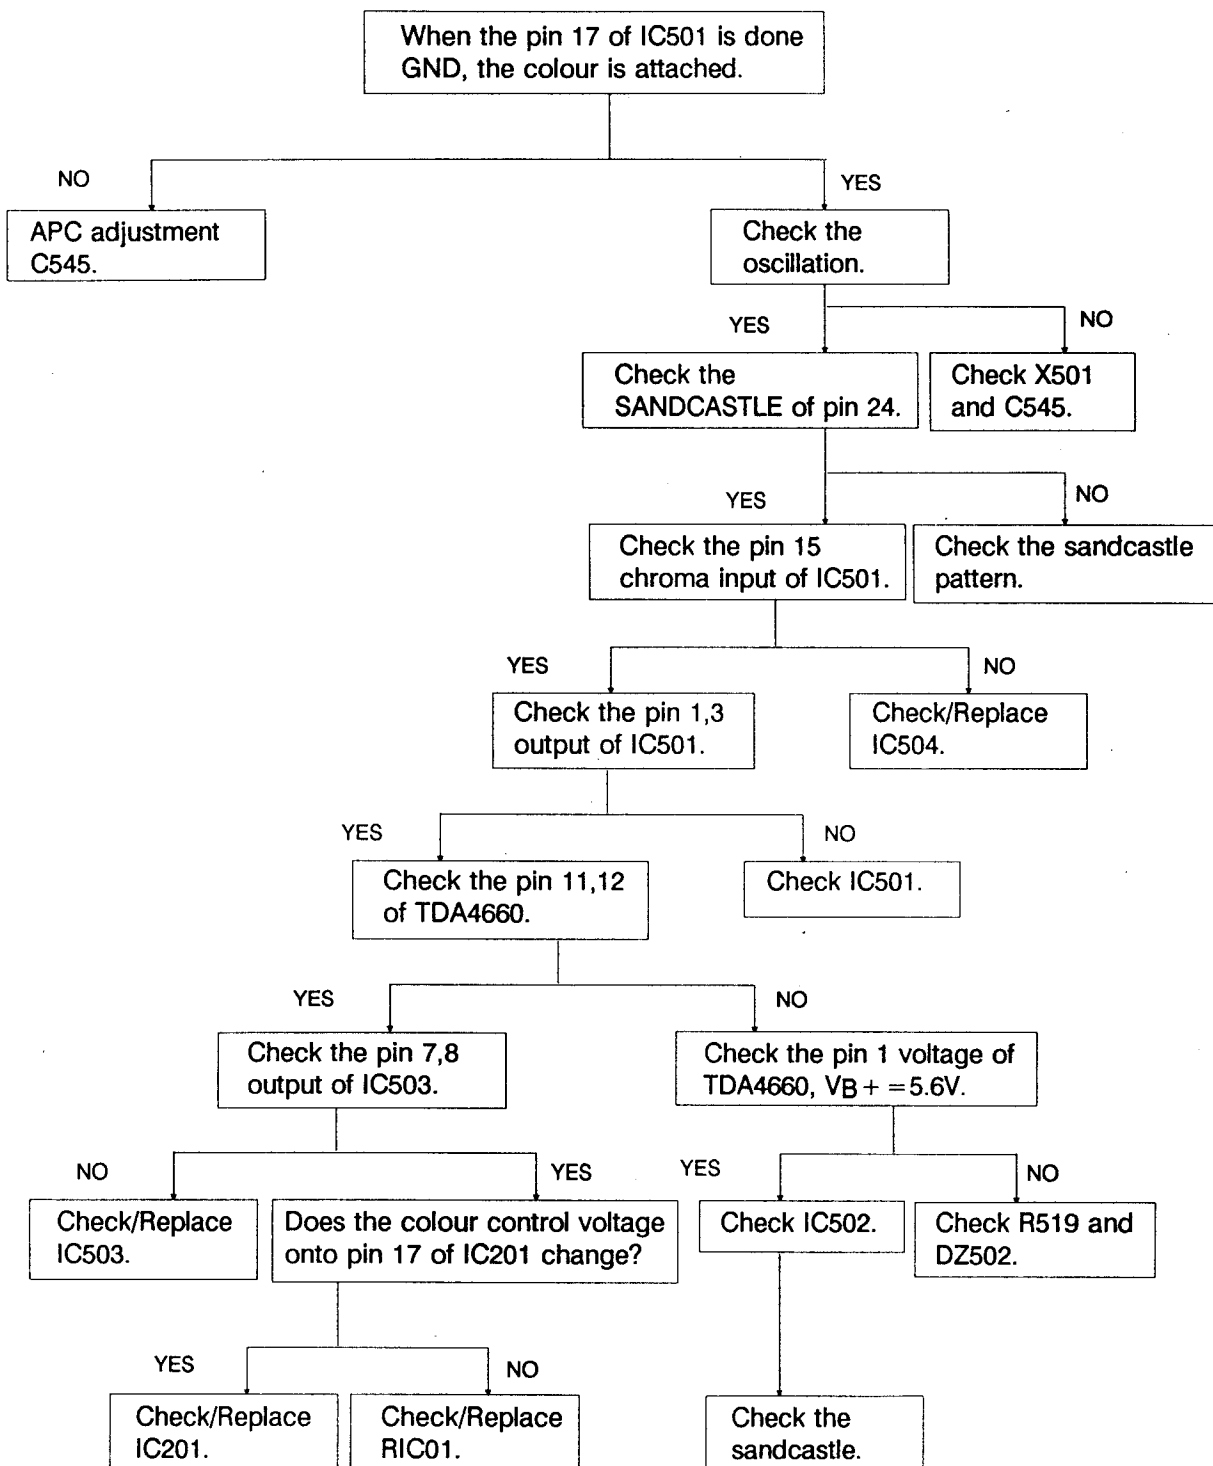 When the pin 17 of IC501 is done
GND, the colour is attached.
NO
YES
APC adjustment
C545.
Check the
oscillation.
YES
NO
Check the
SANDCASTLE of pin 24.
Check X501
and C545.
YES
NO
Check the pin 15
chroma input of IC501.
Check the sandcastle
pattern.
YES
NO
Check the pin 1,3
output of IC501.
Check/Replace
IC504.
YES
NO
Check the pin 11,12
of TDA4660.
Check IC501.
YES
NO
Check the pin 7,8
output of IC503.
Check the pin 1 voltage of
TDA4660, VB + =5.6V.
NO
YES
YES
NO
Check/Replace
IC503.
Does the colour control voltage
onto pin 17 of IC201 change?
Check IC502.
Check R519 and
DZ502.
YES
NO
Check/Replace
IC201.
Check/Replace
RIC01.
Check the
sandcastle.